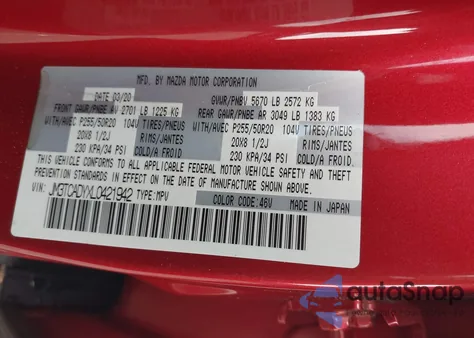 MFD BY MAZDA MOTOR CORPORATION
DATE 03/20 GVWR/PNBV 5670 LB 2572 KG
FRONT GAWR/PNBE AV 2701 LB 1225 KG REAR GAWR/PNBE AR 3049 LB 1383 KG
WITH/AVEC P255/50R20 104V TIRES/PNEUS WITH/AVEC P255/50R20 104V TIRES/PNEUS
20X8 1/2J RIMS/JANTES 20X8 1/2J RIMS/JANTES
230 KPA/34 PSI COLD/A FROID 230 KPA/34 PSI COLD/A FROID
THIS VEHICLE CONFORMS TO ALL APPLICABLE FEDERAL MOTOR VEHICLE SAFETY AND THEFT
PREVENTION STANDARDS IN EFFECT ON THE DATE OF MANUFACTURE SHOWN ABOVE.
VIN: JM3TCADYXL0421942 TYPE:MPV
COLOR CODE:46V MADE IN JAPAN
autoSnap